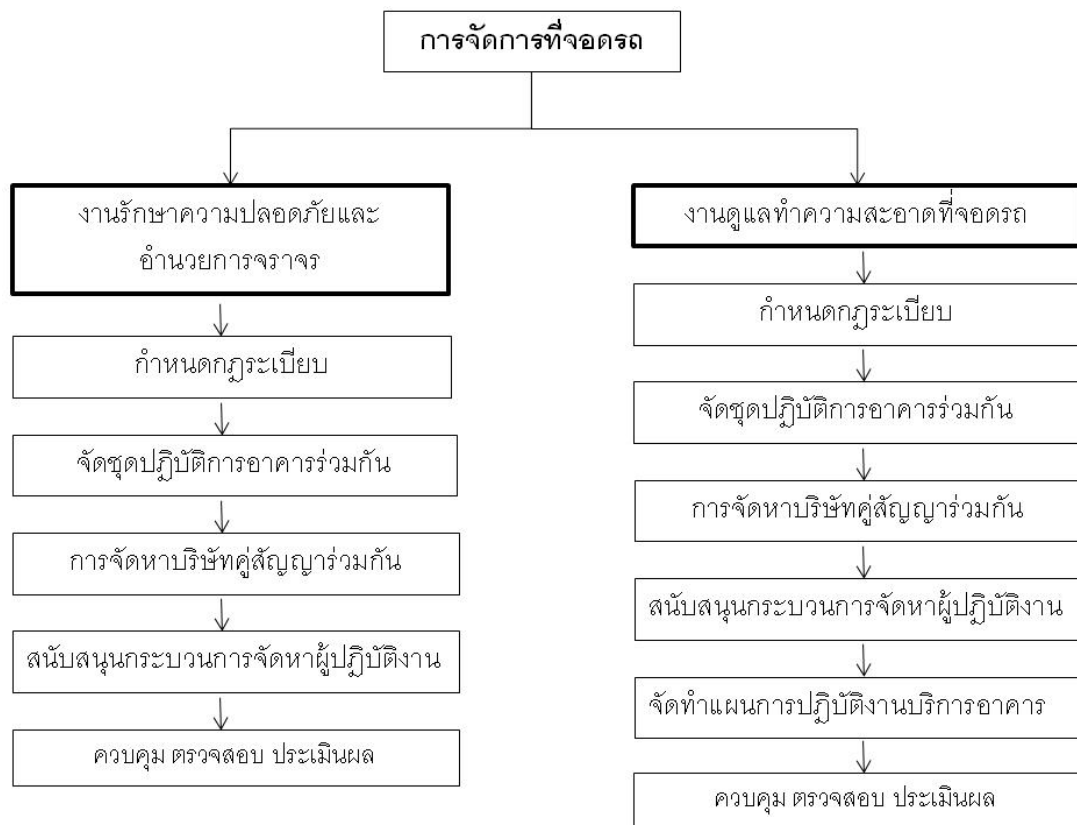 การจัดการที่จอดรถ
งานรักษาความปลอดภัยและ
อำนวยการจราจร
กำหนดกฎระเบียบ
จัดชุดปฏิบัติการอาคารร่วมกัน
การจัดหาบริษัทคู่สัญญาร่วมกัน
สนับสนุนกระบวนการจัดหาผู้ปฏิบัติงาน
ควบคุม ตรวจสอบ ประเมินผล
งานดูแลทำความสะอาดที่จอดรถ
กำหนดกฎระเบียบ
จัดชุดปฏิบัติการอาคารร่วมกัน
การจัดหาบริษัทคู่สัญญาร่วมกัน
สนับสนุนกระบวนการจัดหาผู้ปฏิบัติงาน
จัดทำแผนการปฏิบัติงานบริการอาคาร
ควบคุม ตรวจสอบ ประเมินผล